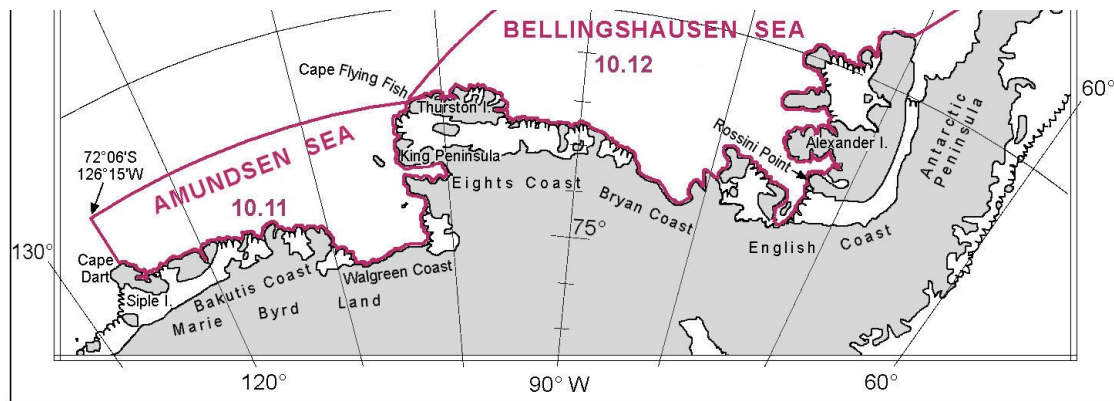 BELLINGSHAUSEN SEA
10.12
Cape Flying Fish
Thurston I.
60°
72°06'S
126°15'W
AMUNDSEN SEA
10.11
King Peninsula
Rossini Point
Alexander I.
Antarctic
Peninsula
Eights Coast
Bryan Coast
75°
English Coast
130°
Cape
Dart
Siple I.
Bakutis Coast
Walgreen Coast
Marie Byrd Land
120°
90° W
60°